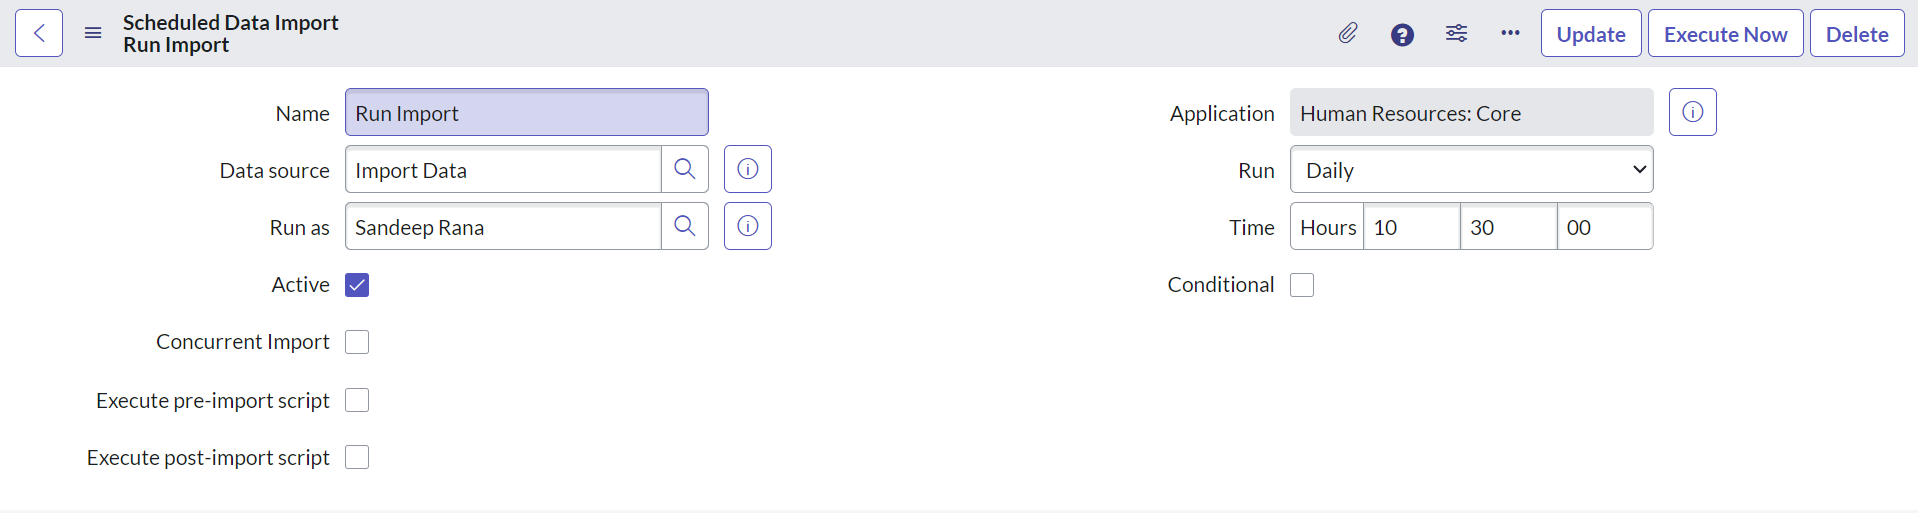 Scheduled Data Import
Run Import
Update
Execute Now
Delete
Name
Run Import
Data source
Import Data
Run as
Sandeep Rana
Active
Concurrent Import
Execute pre-import script
Execute post-import script
Application
Human Resources: Core
Run
Daily
Time
Hours 10 30 00
Conditional